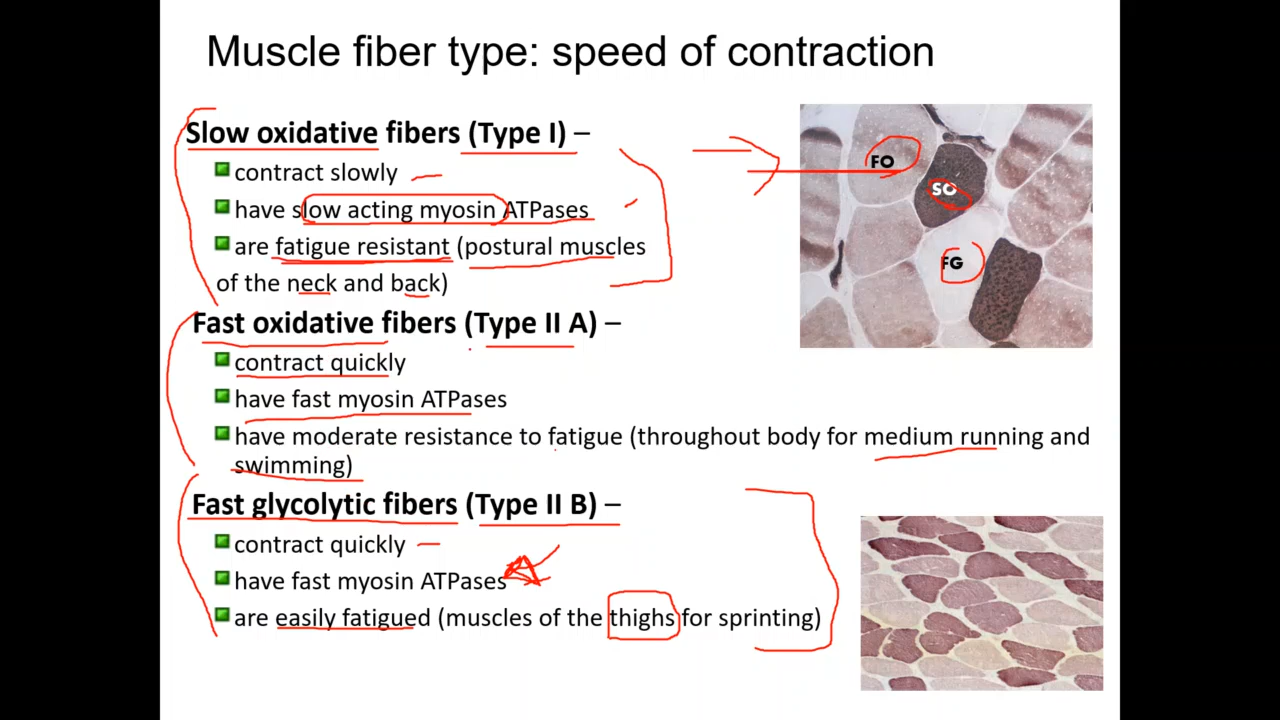 Muscle fiber type: speed of contraction
Slow oxidative fibers (Type I) –
contract slowly
have slow acting myosin ATPases
are fatigue resistant (postural muscles
of the neck and back)
Fast oxidative fibers (Type II A) –
contract quickly
have fast myosin ATPases
have moderate resistance to fatigue (throughout body for medium running and
swimming)
Fast glycolytic fibers (Type II B) –
contract quickly
have fast myosin ATPases
are easily fatigued (muscles of the thighs for sprinting)
FO
SO
FG